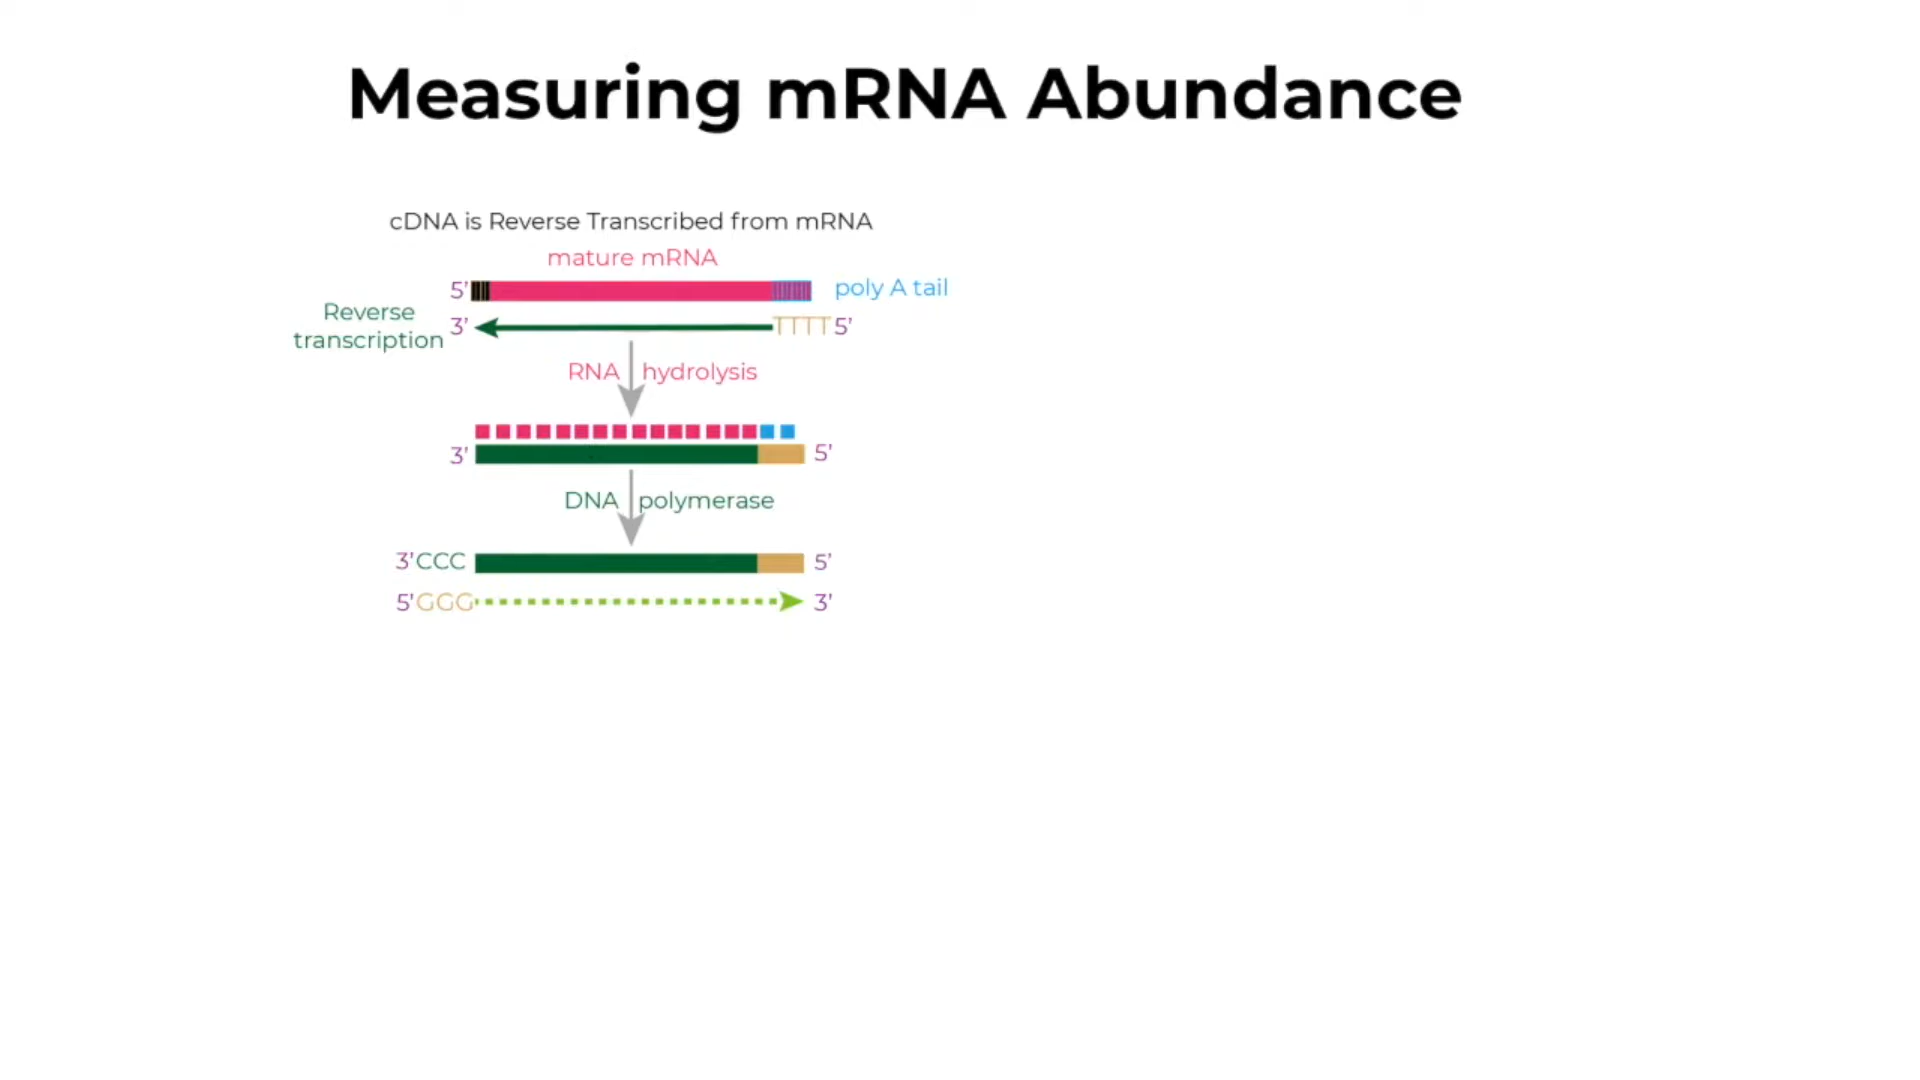 Measuring mRNA Abundance
cDNA is Reverse Transcribed from mRNA
mature mRNA
5’
poly A tail
Reverse
transcription
3’
TTTT 5’
RNA hydrolysis
3’
5’
DNA polymerase
3’CCC
5’
5’GGG
3’